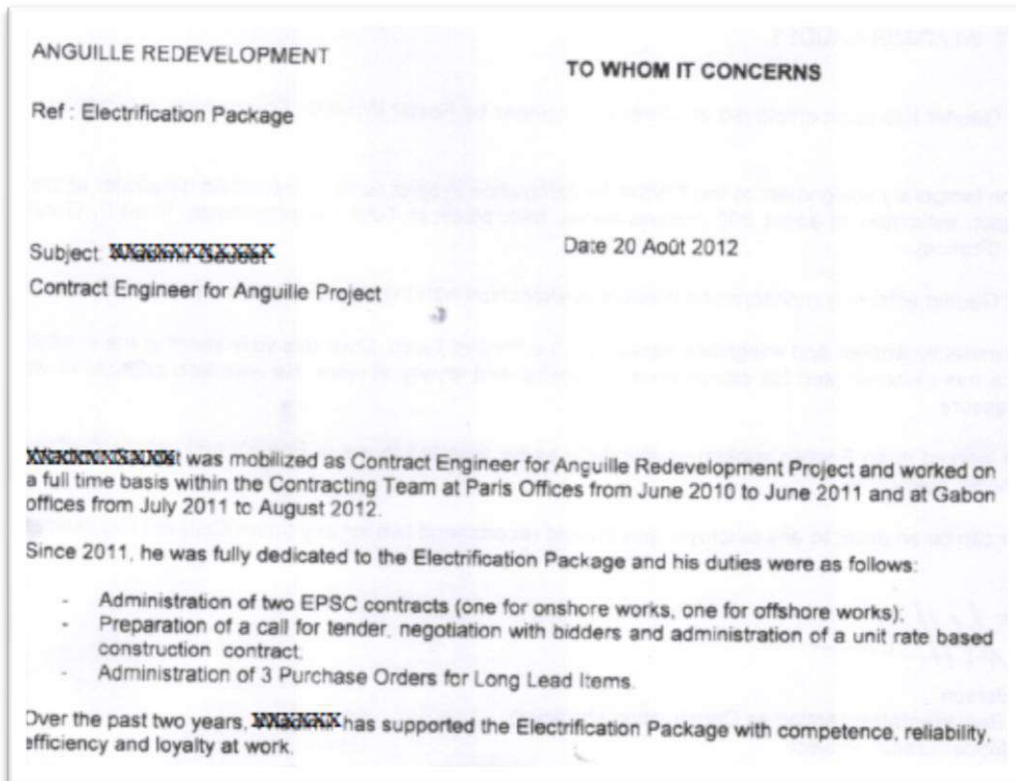 ANGUILLE REDEVELOPMENT
TO WHOM IT CONCERNS
Ref : Electrification Package
Subject:
Date 20 Août 2012
Contract Engineer for Anguille Project
was mobilized as Contract Engineer for Anguille Redevelopment Project and worked on
a full time basis within the Contracting Team at Paris Offices from June 2010 to June 2011 and at Gabon
offices from July 2011 to August 2012.
Since 2011, he was fully dedicated to the Electrification Package and his duties were as follows:
- Administration of two EPSC contracts (one for onshore works, one for offshore works);
- Preparation of a call for tender, negotiation with bidders and administration of a unit rate based
construction contract;
- Administration of 3 Purchase Orders for Long Lead Items.
Over the past two years, has supported the Electrification Package with competence, reliability,
efficiency and loyalty at work.